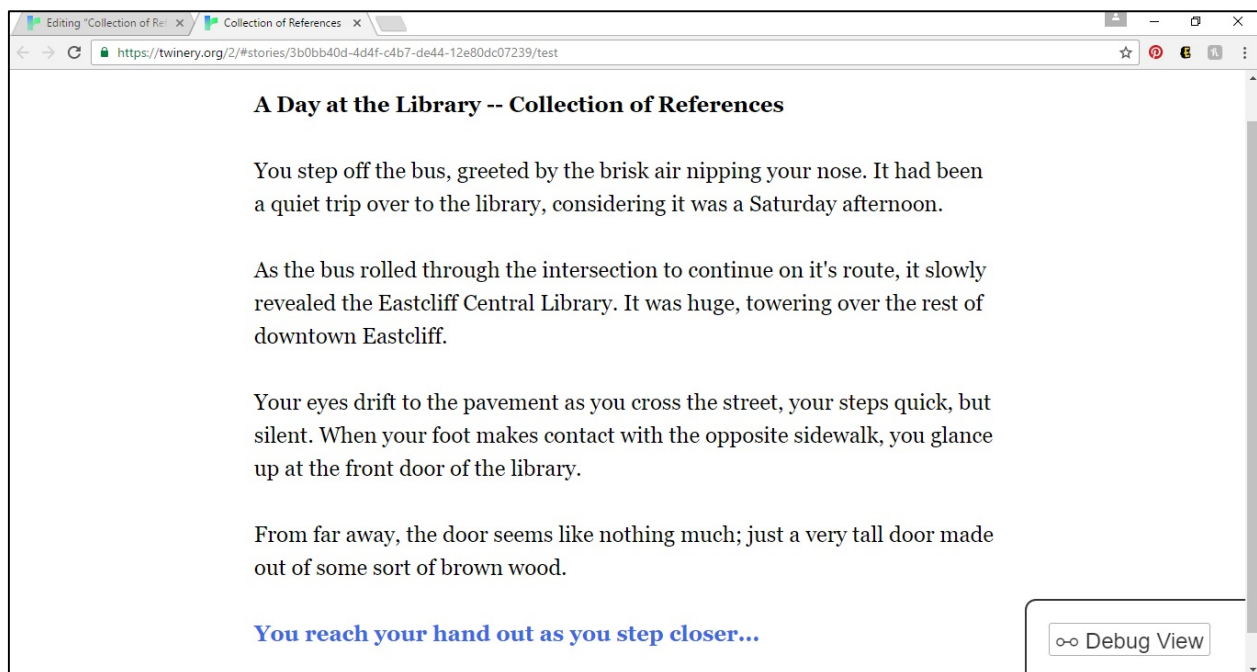 Editing "Collection of Ref
Collection of References
https://twinery.org/2/#stories/3b0bb40d-4d4f-c4b7-de44-12e80dc07239/test
A Day at the Library -- Collection of References
You step off the bus, greeted by the brisk air nipping your nose. It had been
a quiet trip over to the library, considering it was a Saturday afternoon.
As the bus rolled through the intersection to continue on it's route, it slowly
revealed the Eastcliff Central Library. It was huge, towering over the rest of
downtown Eastcliff.
Your eyes drift to the pavement as you cross the street, your steps quick, but
silent. When your foot makes contact with the opposite sidewalk, you glance
up at the front door of the library.
From far away, the door seems like nothing much; just a very tall door made
out of some sort of brown wood.
You reach your hand out as you step closer...
Debug View